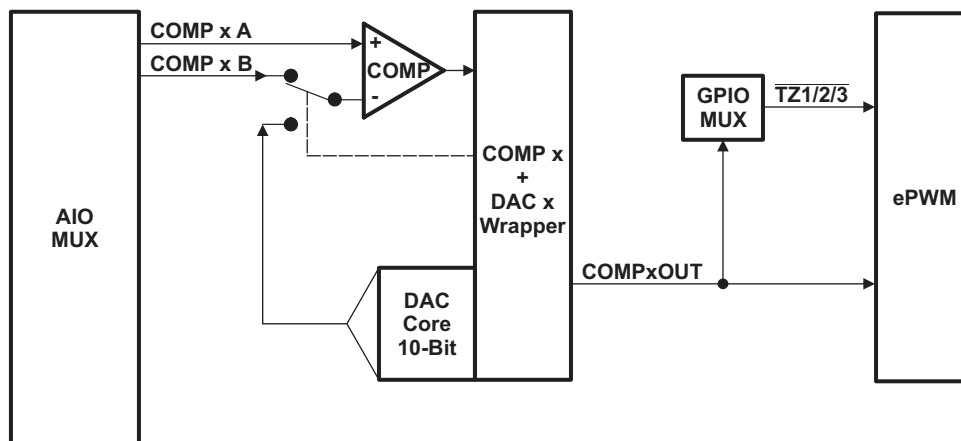 COMP x A
COMP x B
+
COMP
-
AIO
MUX
COMP x
+
DAC x
Wrapper
DAC
Core
10-Bit
COMPxOUT
GPIO
MUX
TZ1/2/3
ePWM